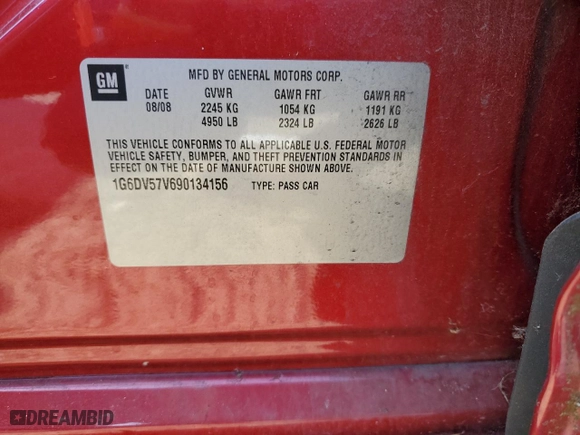 GM
MFD BY GENERAL MOTORS CORP.
DATE GVWR GAWR FRT GAWR RR
08/08 2245 KG 1054 KG 1191 KG
4950 LB 2324 LB 2626 LB
THIS VEHICLE CONFORMS TO ALL APPLICABLE U.S. FEDERAL MOTOR
VEHICLE SAFETY, BUMPER, AND THEFT PREVENTION STANDARDS IN
EFFECT ON THE DATE OF MANUFACTURE SHOWN ABOVE.
1G6DV57V690134156 TYPE: PASS CAR
DREAMBID